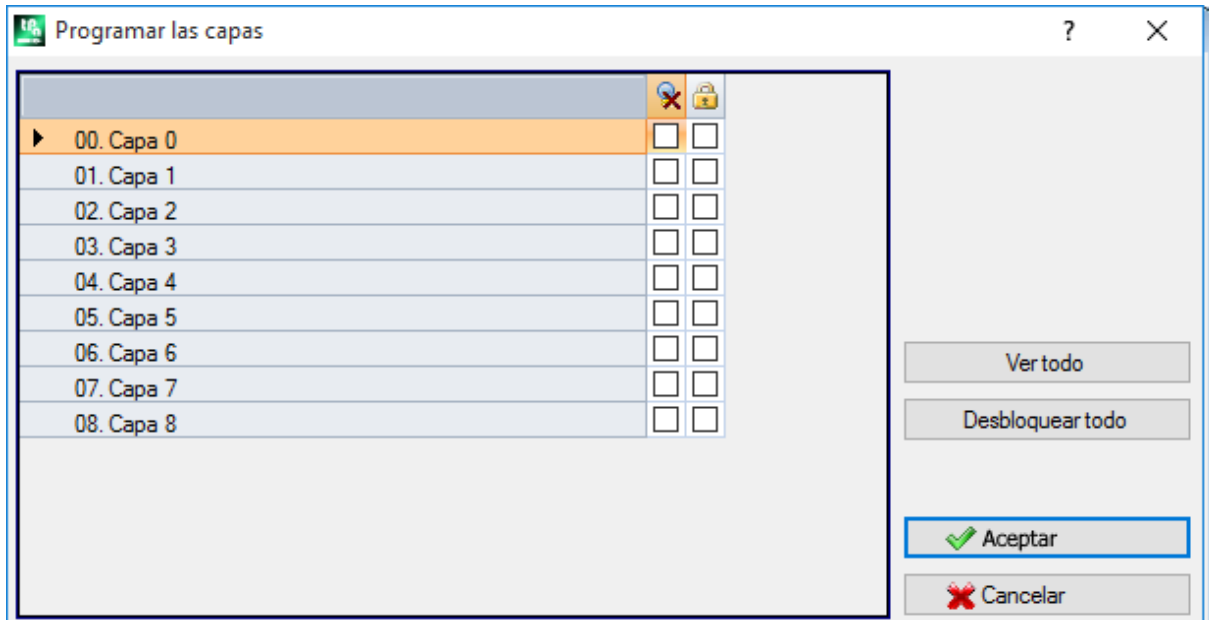 Programar las capas
?
00. Capa 0
01. Capa 1
02. Capa 2
03. Capa 3
04. Capa 4
05. Capa 5
06. Capa 6
07. Capa 7
08. Capa 8
Ver todo
Desbloquear todo
Aceptar
Cancelar